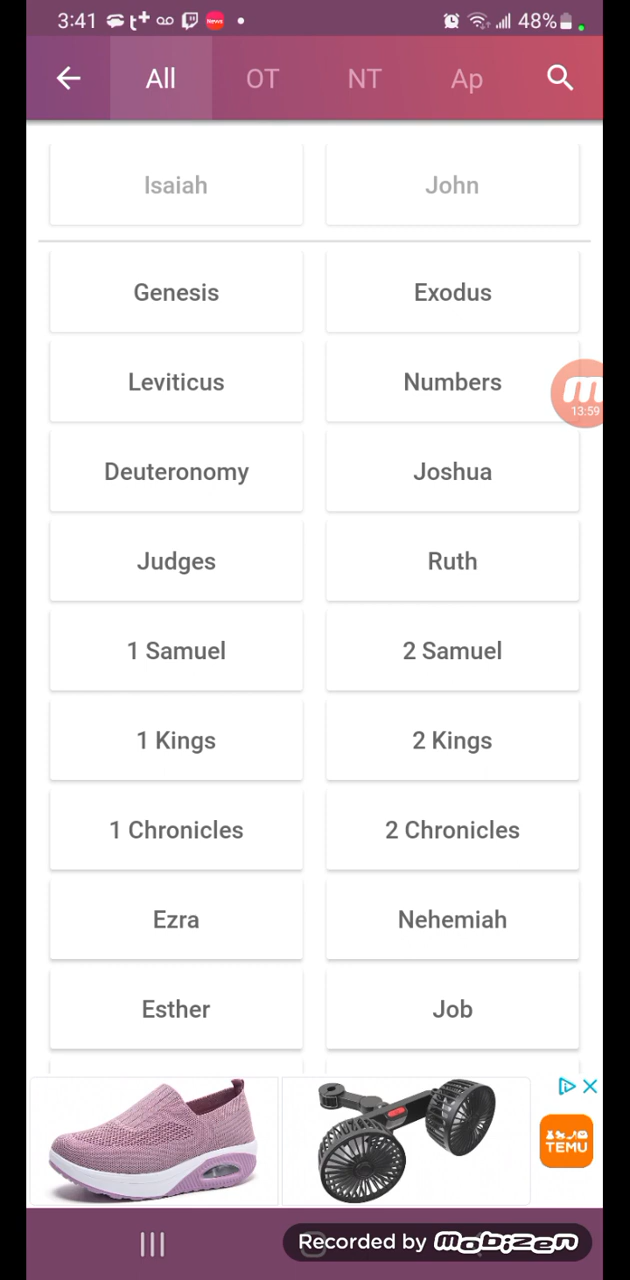 3:41 t+ News 48%
All OT NT Ap
Isaiah John
Genesis Exodus
Leviticus Numbers
13:59
Deuteronomy Joshua
Judges Ruth
1 Samuel 2 Samuel
1 Kings 2 Kings
1 Chronicles 2 Chronicles
Ezra Nehemiah
Esther Job
TEMU
Recorded by mobizen